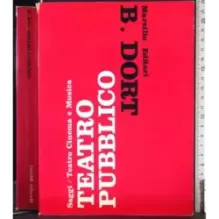 B. DORT
TEATRO
PUBBLICO
Saggi / Teatro Cinema e Musica
Marsilio Editori